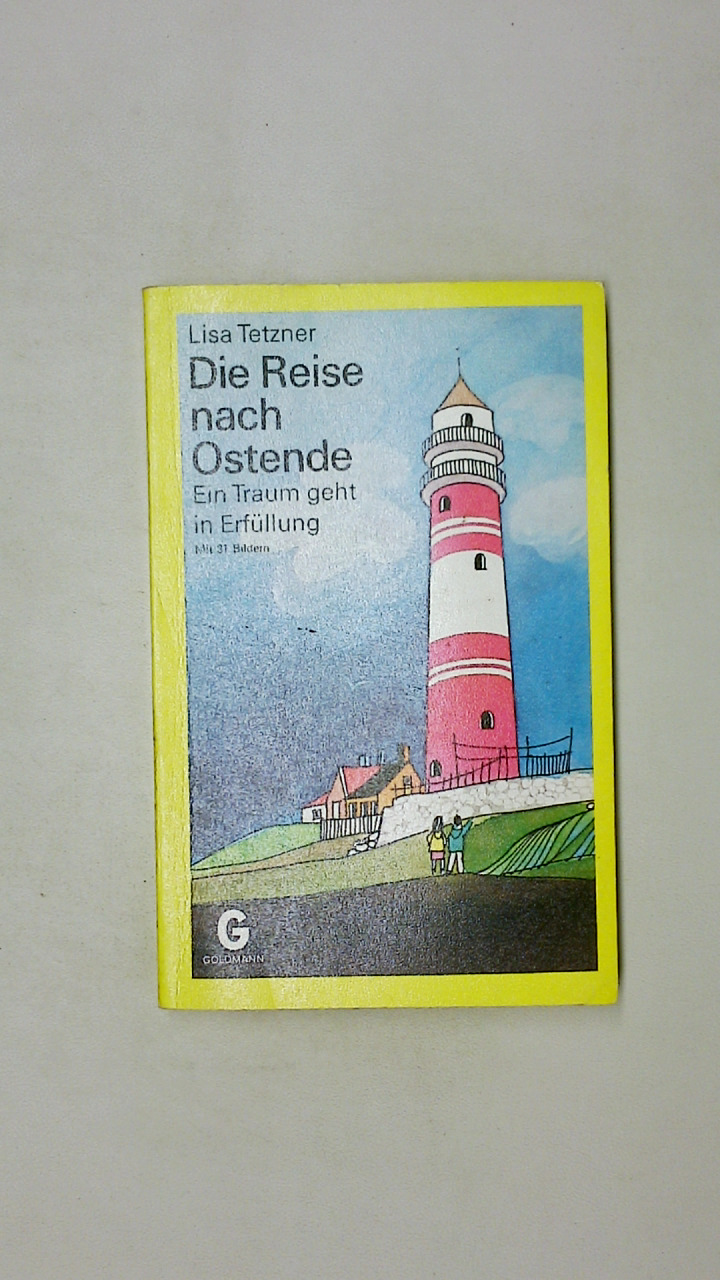 Lisa Tetzner
Die Reise
nach
Ostende
Ein Traum geht
in Erfüllung
Mit 31 Bildern
G
GOLDMANN